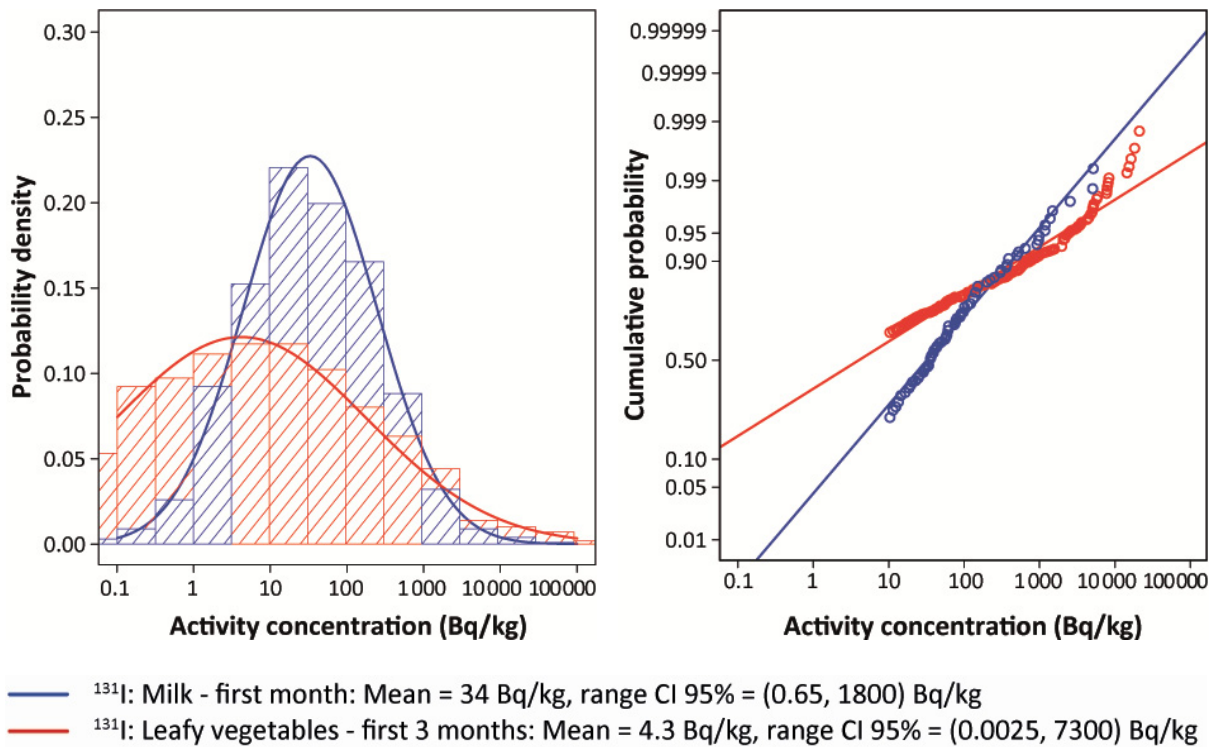 Probability density
0.30
0.25
0.20
0.15
0.10
0.05
0.00
0.1 1 10 100 1000 10000 100000
Activity concentration (Bq/kg)
Cumulative probability
0.99999
0.9999
0.999
0.99
0.95
0.90
0.50
0.10
0.05
0.01
0.1 1 10 100 1000 10000 100000
Activity concentration (Bq/kg)
¹³¹I: Milk - first month: Mean = 34 Bq/kg, range CI 95% = (0.65, 1800) Bq/kg
¹³¹I: Leafy vegetables - first 3 months: Mean = 4.3 Bq/kg, range CI 95% = (0.0025, 7300) Bq/kg